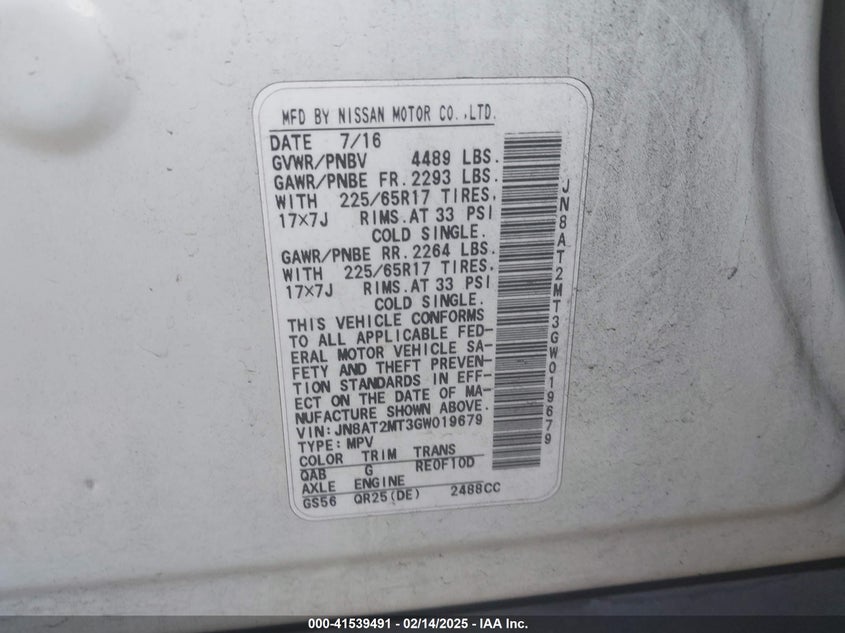 MFD BY NISSAN MOTOR CO.,LTD.
DATE 7/16
GVWR/PNBV 4489 LBS.
GAWR/PNBE FR. 2293 LBS.
WITH 225/65R17 TIRES,
17×7J RIMS.AT 33 PSI
COLD SINGLE.
GAWR/PNBE RR. 2264 LBS.
WITH 225/65R17 TIRES,
17×7J RIMS.AT 33 PSI
COLD SINGLE.
THIS VEHICLE CONFORMS
TO ALL APPLICABLE FED-
ERAL MOTOR VEHICLE SA-
FETY AND THEFT PREVEN-
TION STANDARDS IN EFF-
ECT ON THE DATE OF MA-
NUFACTURE SHOWN ABOVE.
VIN: JN8AT2MT3GW019679
TYPE: MPV
COLOR TRIM TRANS
QAB G RE0F10D
AXLE ENGINE
GS56 QR25(DE) 2488CC
JN8AT2MT3GW019679
000-41539491 - 02/14/2025 - IAA Inc.